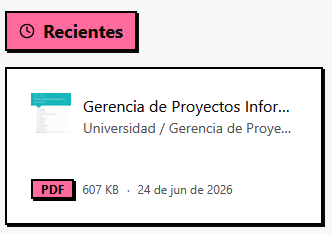 Recientes
Gerencia de Proyectos Infor...
Universidad / Gerencia de Proye...
PDF 607 KB · 24 de jun de 2026